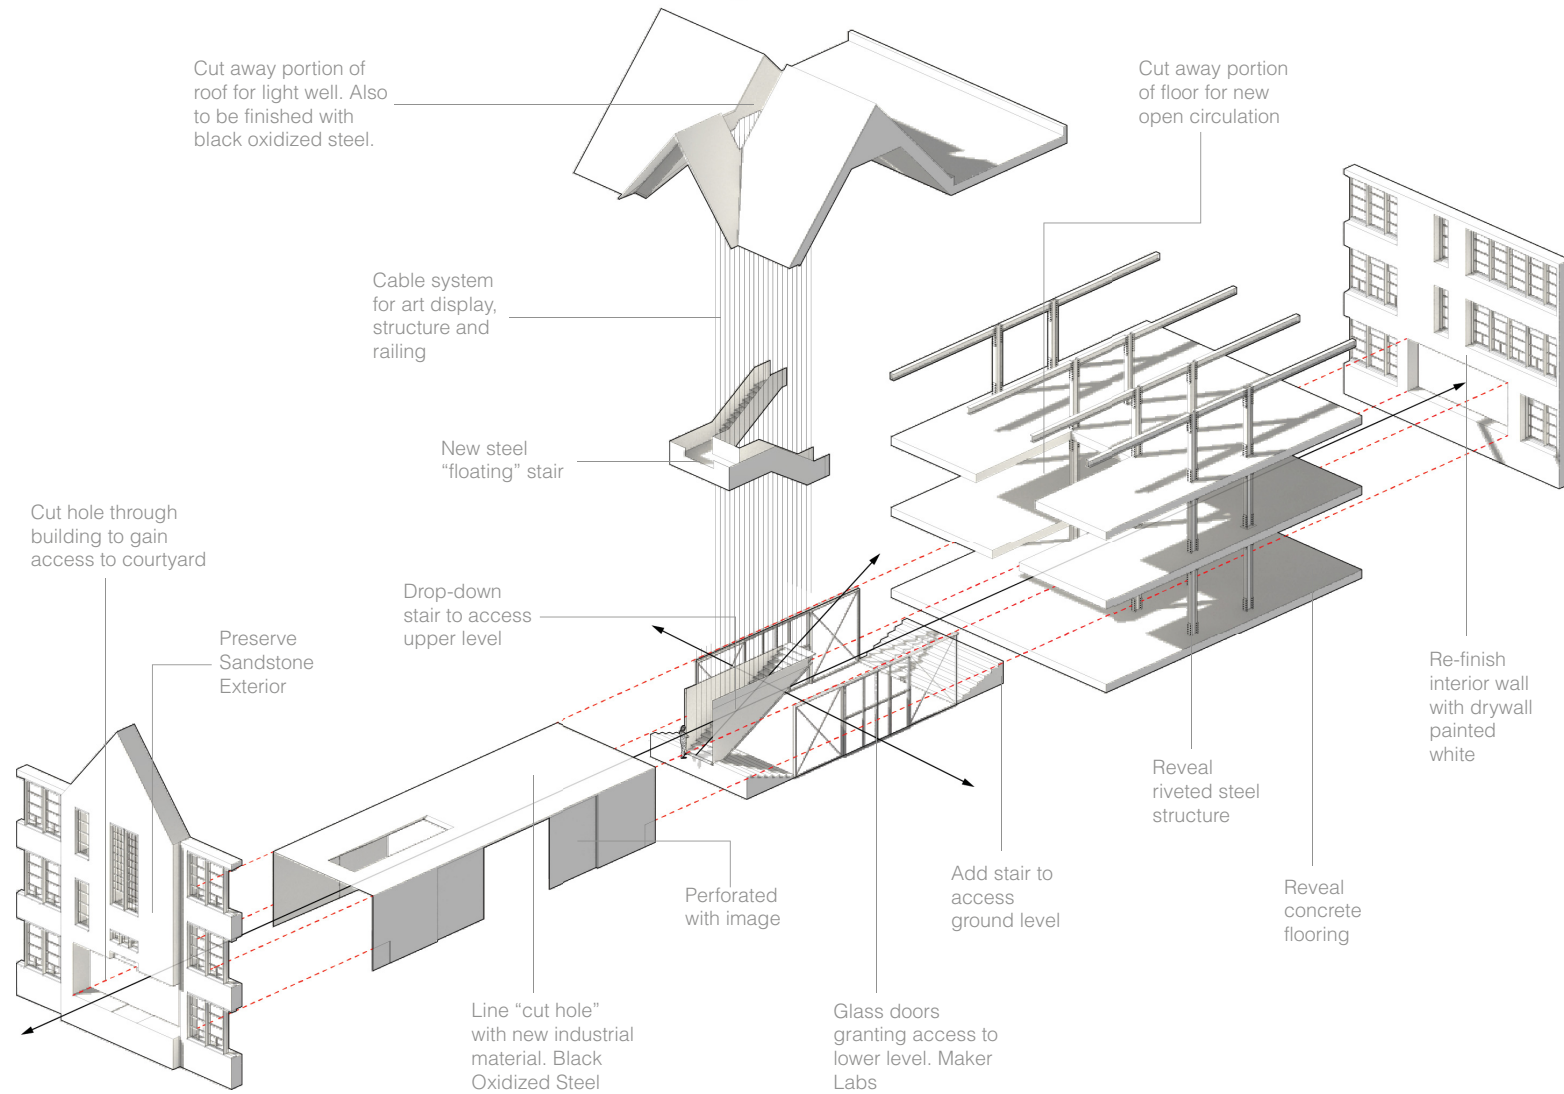 Cut away portion of
roof for light well. Also
to be finished with
black oxidized steel.
Cut away portion
of floor for new
open circulation
Cable system
for art display,
structure and
railing
New steel
“floating” stair
Cut hole through
building to gain
access to courtyard
Drop-down
stair to access
upper level
Preserve
Sandstone
Exterior
Re-finish
interior wall
with drywall
painted
white
Reveal
riveted steel
structure
Perforated
with image
Add stair to
access
ground level
Reveal
concrete
flooring
Line “cut hole”
with new industrial
material. Black
Oxidized Steel
Glass doors
granting access to
lower level. Maker
Labs